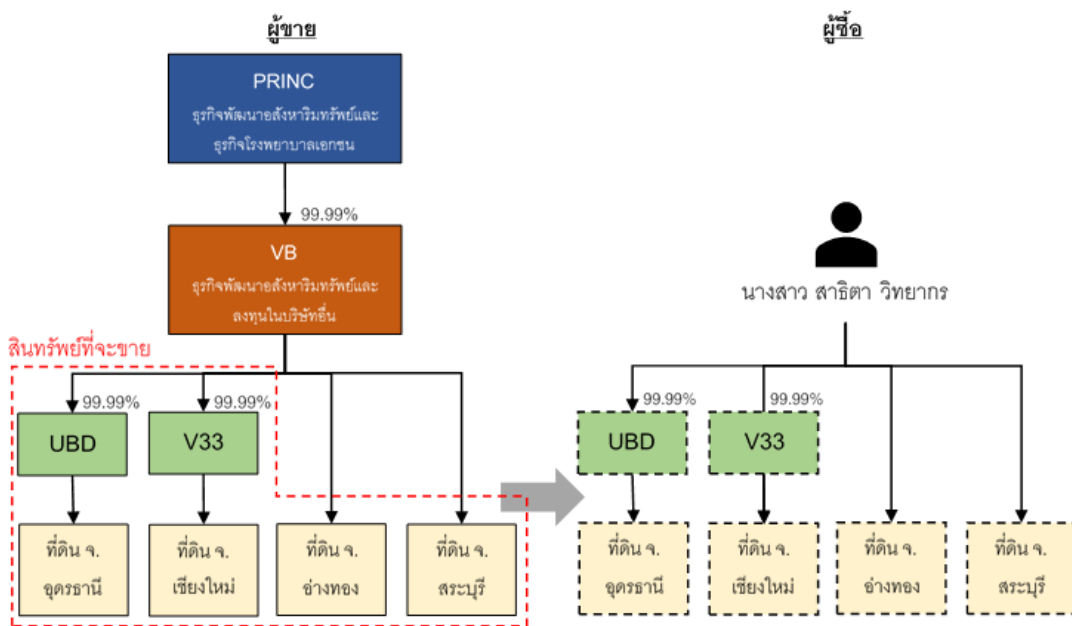 ผู้ขาย
PRINC
ธุรกิจพัฒนาอสังหาริมทรัพย์และ
ธุรกิจโรงพยาบาลเอกชน
99.99%
VB
ธุรกิจพัฒนาอสังหาริมทรัพย์และ
ลงทุนในบริษัทอื่น
สินทรัพย์ที่จะขาย
99.99%
99.99%
UBD
V33
ที่ดิน จ.
อุดรธานี
ที่ดิน จ.
เชียงใหม่
ที่ดิน จ.
อ่างทอง
ที่ดิน จ.
สระบุรี
ผู้ซื้อ
นางสาว สาธิตา วิทยากร
99.99%
99.99%
UBD
V33
ที่ดิน จ.
อุดรธานี
ที่ดิน จ.
เชียงใหม่
ที่ดิน จ.
อ่างทอง
ที่ดิน จ.
สระบุรี